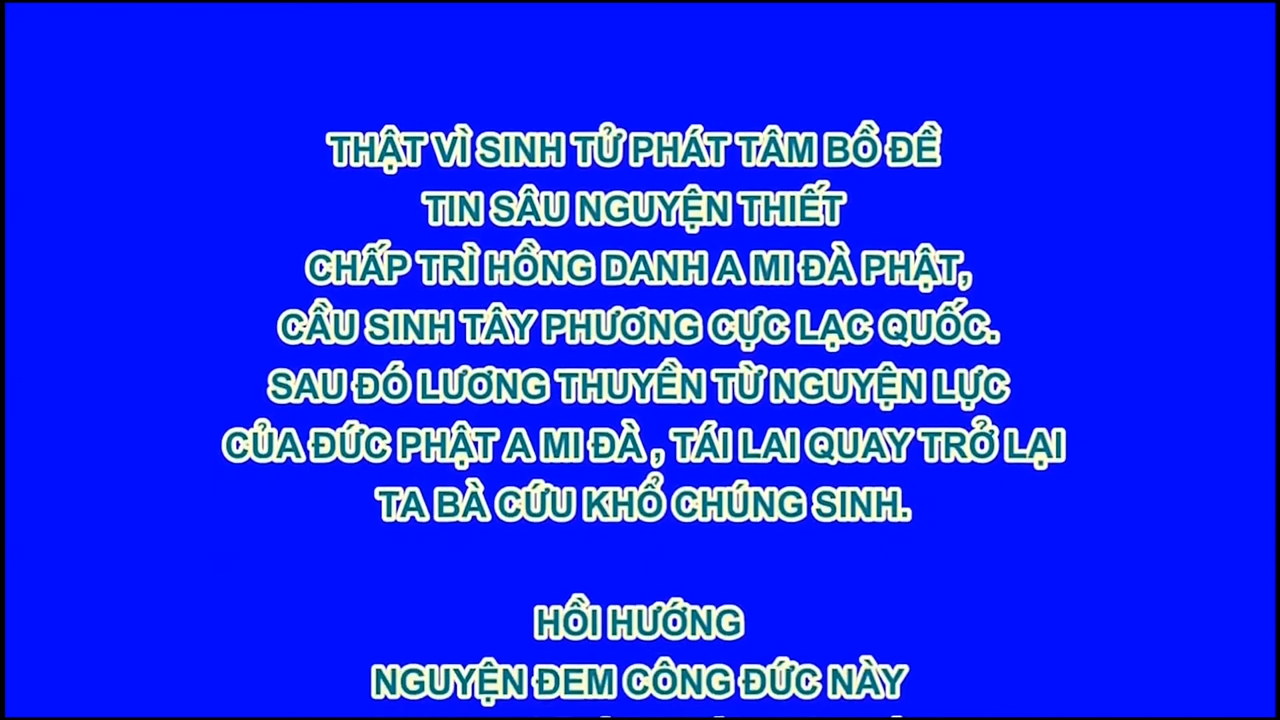 THẬT VÌ SINH TỬ PHÁT TÂM BỒ ĐỀ
TIN SÂU NGUYỆN THIẾT
CHẤP TRÌ HỒNG DANH A MI ĐÀ PHẬT,
CẦU SINH TÂY PHƯƠNG CỰC LẠC QUỐC.
SAU ĐÓ LƯƠNG THUYỀN TỪ NGUYỆN LỰC
CỦA ĐỨC PHẬT A MI ĐÀ , TÁI LAI QUAY TRỞ LẠI
TA BÀ CỨU KHỔ CHÚNG SINH.
HỒI HƯỚNG
NGUYỆN ĐEM CÔNG ĐỨC NÀY